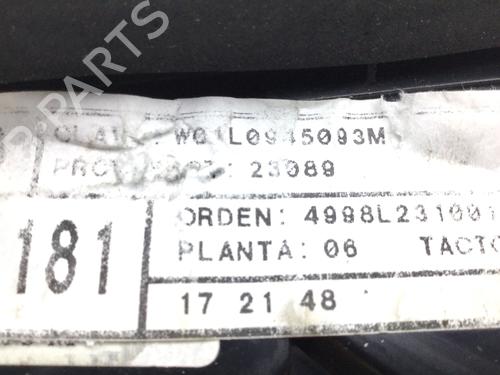 B-PARTS
W01L0945093M
: 23089
181
ORDEN: 4998L231001
PLANTA: 06 TACTO
17 21 48